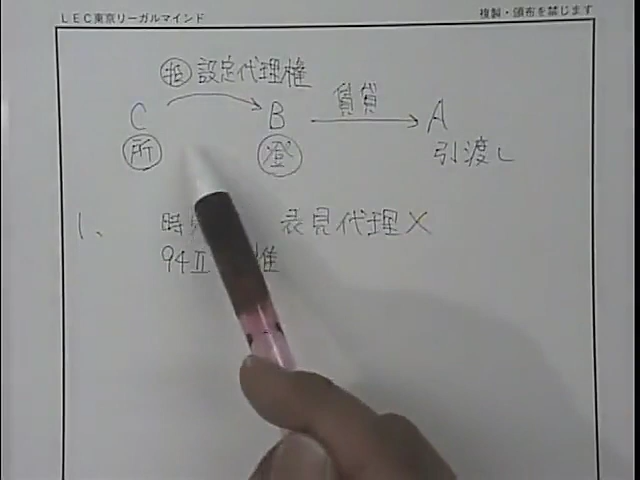 LEC東京リーガルマインド
複製・頒布を禁じます
抵 設定代理権
C B 賃貸 A
所 登 引渡し
1、 時 表見代理×
94Ⅱ 推